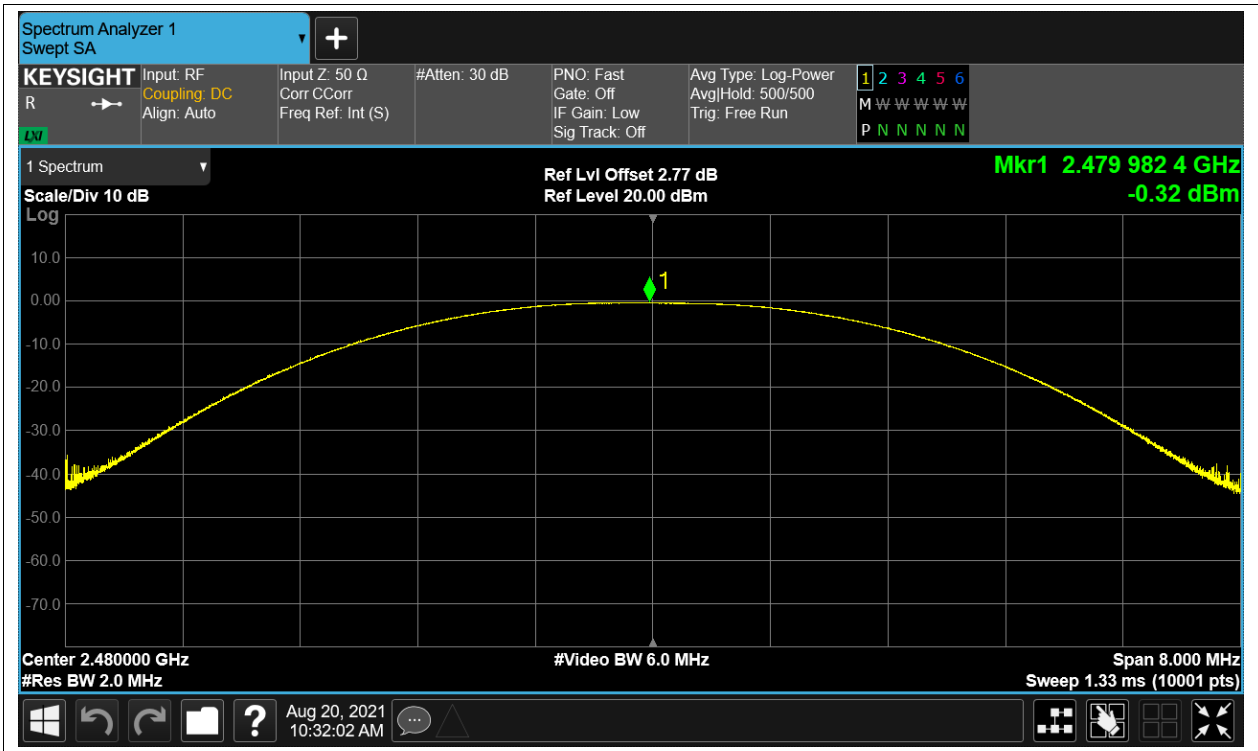 Spectrum Analyzer 1
Swept SA
KEYSIGHT
R
LXI
Input: RF
Coupling: DC
Align: Auto
Input Z: 50 Ω
Corr CCorr
Freq Ref: Int (S)
#Atten: 30 dB
PNO: Fast
Gate: Off
IF Gain: Low
Sig Track: Off
Avg Type: Log-Power
Avg|Hold: 500/500
Trig: Free Run
1 2 3 4 5 6
M W W W W W W
P N N N N N
1 Spectrum
Scale/Div 10 dB
Log
Ref Lvl Offset 2.77 dB
Ref Level 20.00 dBm
Mkr1 2.479 982 4 GHz
-0.32 dBm
1
10.0
0.00
-10.0
-20.0
-30.0
-40.0
-50.0
-60.0
-70.0
Center 2.480000 GHz
#Video BW 6.0 MHz
Span 8.000 MHz
#Res BW 2.0 MHz
Sweep 1.33 ms (10001 pts)
?
Aug 20, 2021
10:32:02 AM